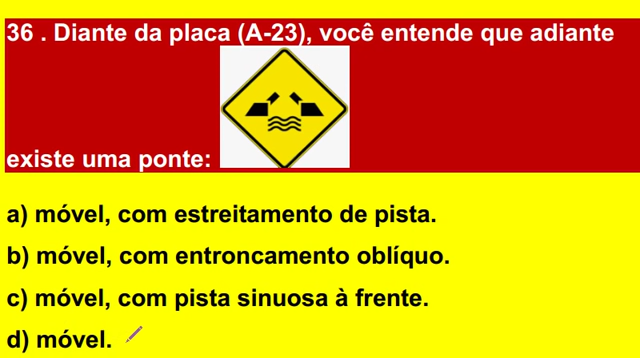 36 . Diante da placa (A-23), você entende que adiante
existe uma ponte:
a) móvel, com estreitamento de pista.
b) móvel, com entroncamento oblíquo.
c) móvel, com pista sinuosa à frente.
d) móvel.